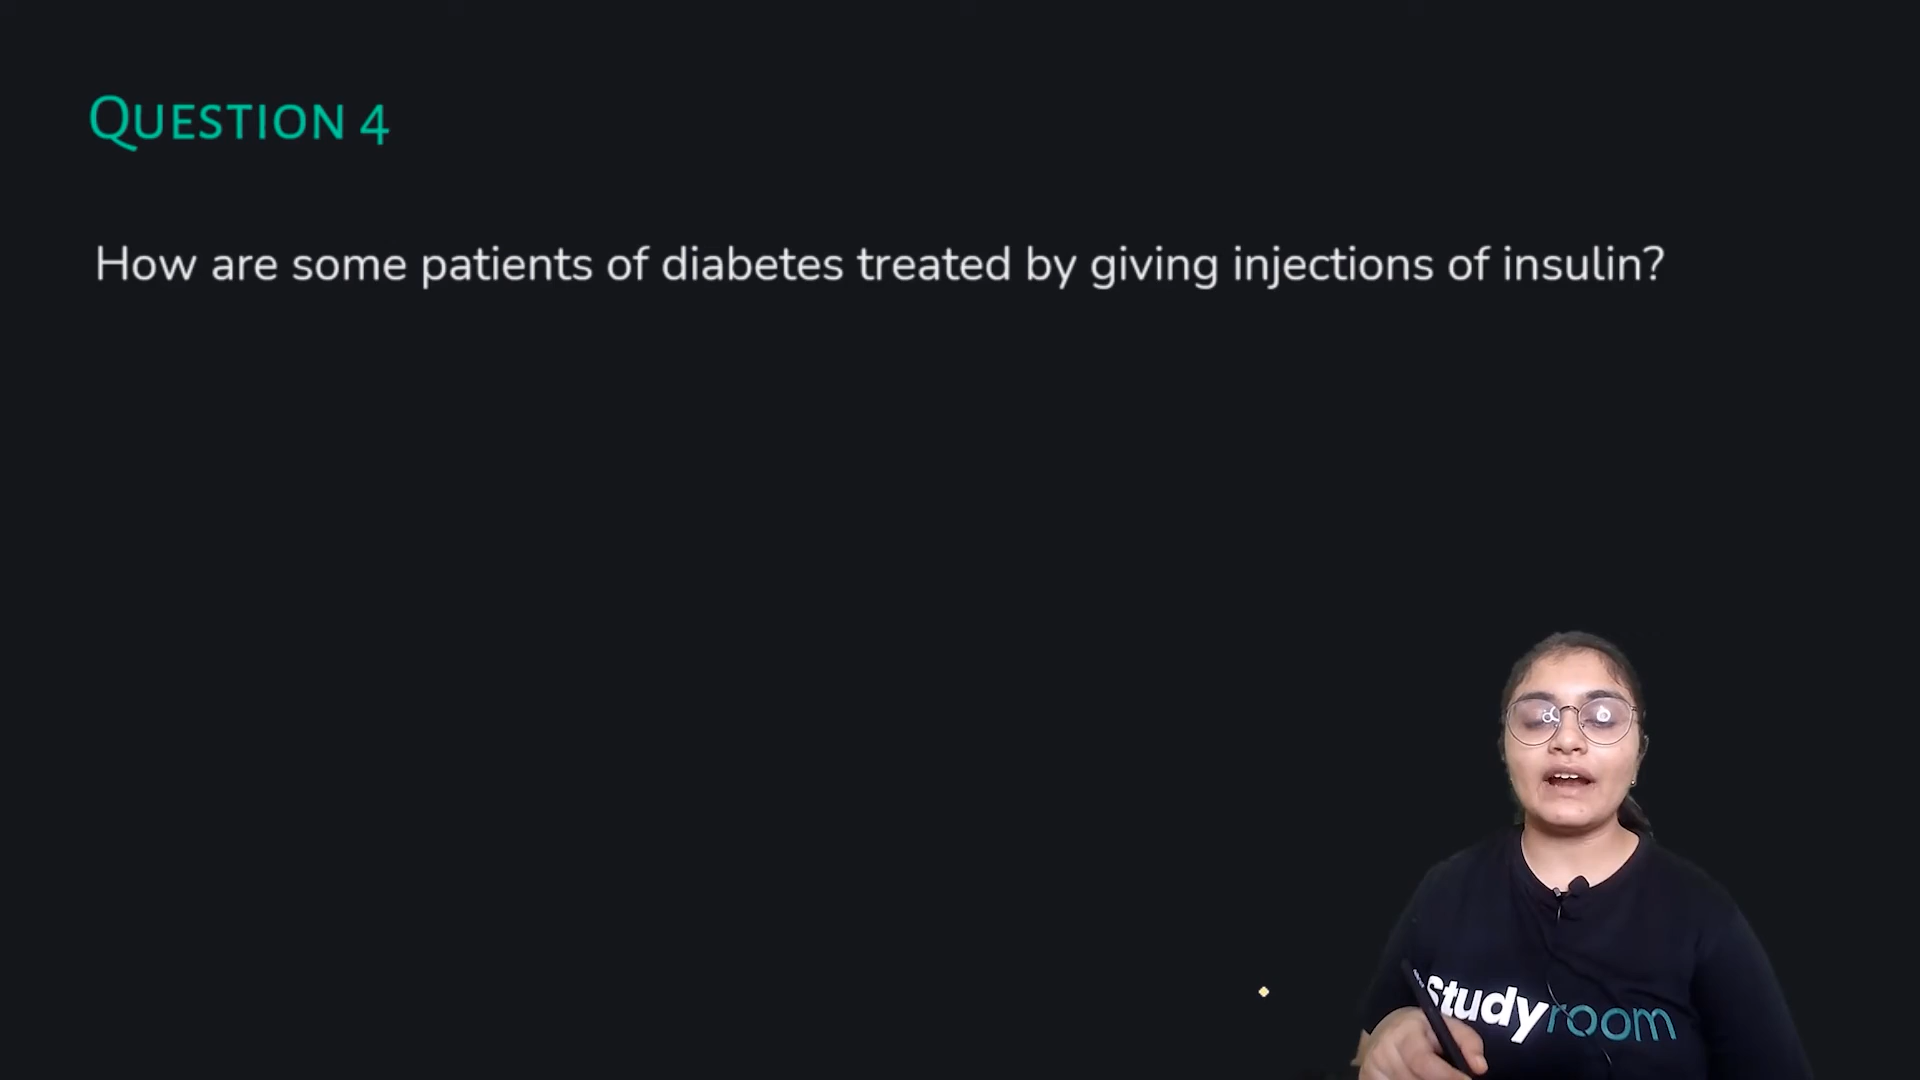 QUESTION 4
How are some patients of diabetes treated by giving injections of insulin?
Studyroom